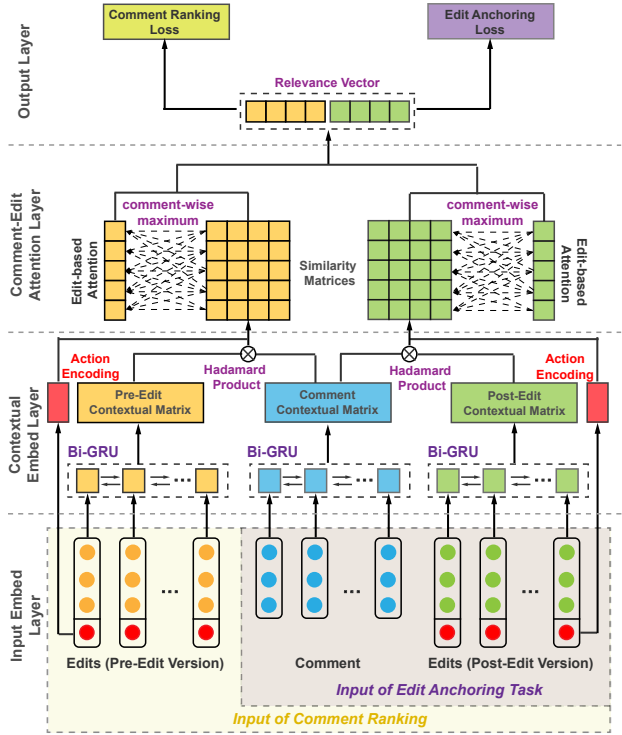 Output Layer
Comment Ranking
Loss
Edit Anchoring
Loss
Relevance Vector
Comment-Edit
Attention Layer
comment-wise
maximum
comment-wise
maximum
Edit-based
Attention
Similarity
Matrices
Edit-based
Attention
Contextual
Embed Layer
Action
Encoding
Hadamard
Product
Hadamard
Product
Action
Encoding
Pre-Edit
Contextual Matrix
Comment
Contextual Matrix
Post-Edit
Contextual Matrix
Bi-GRU
Bi-GRU
Bi-GRU
...
...
...
Input Embed
Layer
...
...
...
Edits (Pre-Edit Version)
Comment
Edits (Post-Edit Version)
Input of Edit Anchoring Task
Input of Comment Ranking